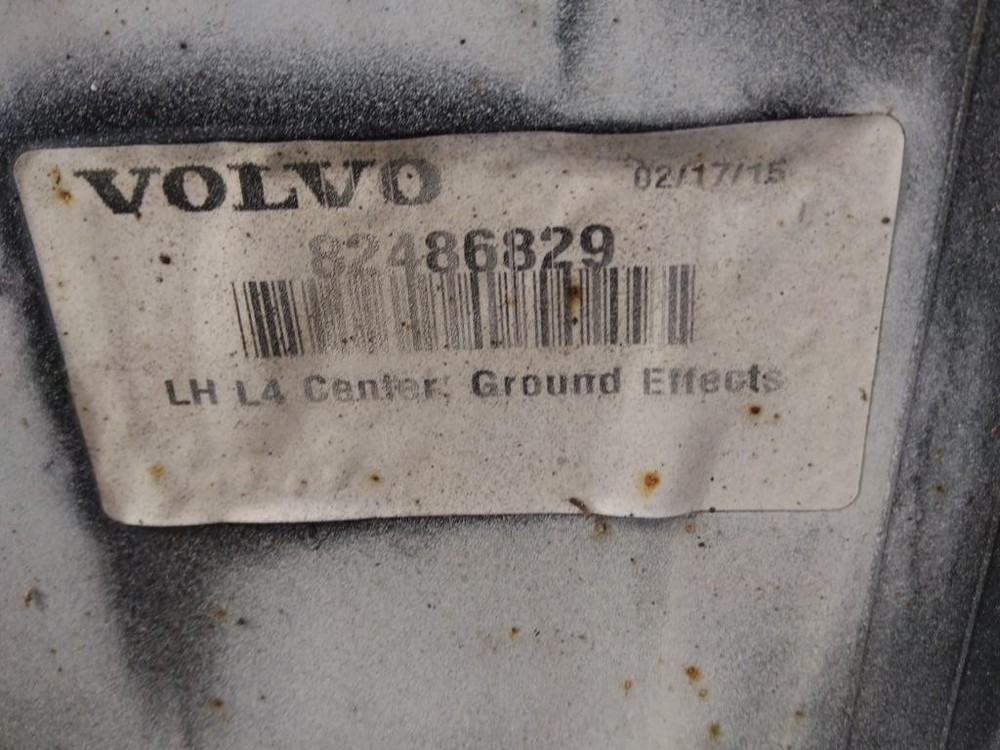 VOLVO
02/17/15
82486829
LH L4 Center, Ground Effects